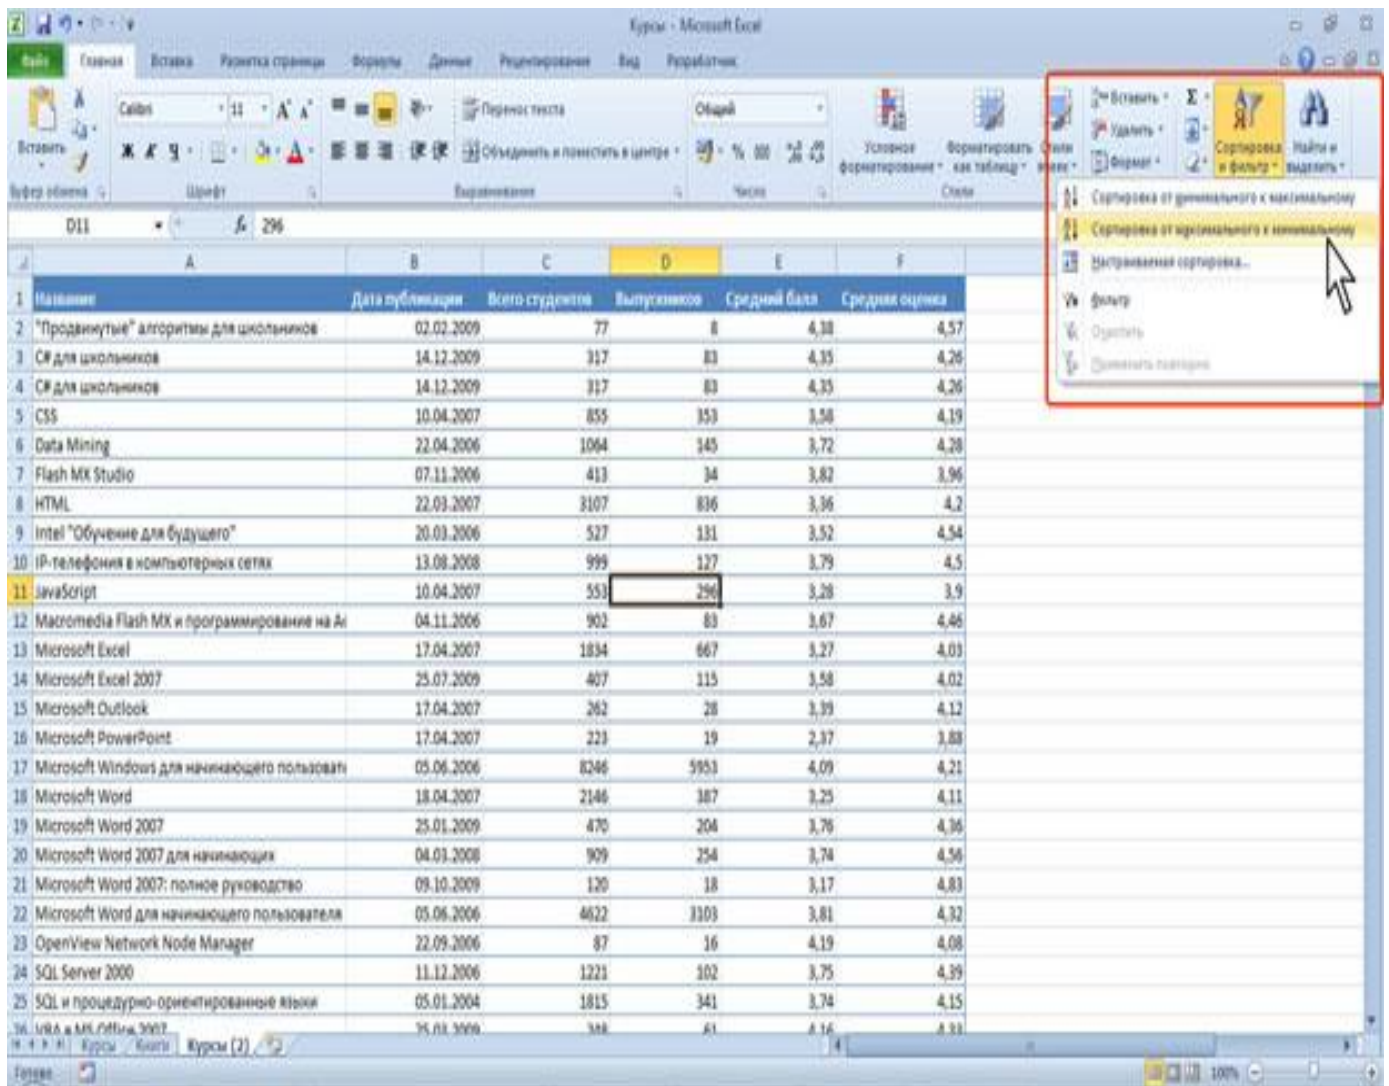 Курсы - Microsoft Excel
Файл Главная Вставка Разметка страницы Формулы Данные Рецензирование Вид Разработчик
Вставить Calibri 11 Перенос текста Общий Условное форматирование Форматировать как таблицу Стили ячеек Вставить Удалить Формат Сортировка и фильтр Найти и выделить
Ж К Ч Объединить и поместить в центре % 000
Буфер обмена Шрифт Выравнивание Число Стили
Сортировка от минимального к максимальному
Сортировка от максимального к минимальному
Настраиваемая сортировка...
Фильтр
Очистить
Применить повторно
D11 fx 296
A B C D E F
1 Название Дата публикации Всего студентов Выпускников Средний балл Средняя оценка
2 "Продвинутые" алгоритмы для школьников 02.02.2009 77 8 4,38 4,57
3 C# для школьников 14.12.2009 317 83 4,35 4,26
4 C# для школьников 14.12.2009 317 83 4,35 4,26
5 CSS 10.04.2007 855 353 3,58 4,19
6 Data Mining 22.04.2006 1064 145 3,72 4,28
7 Flash MX Studio 07.11.2006 413 34 3,82 3,96
8 HTML 22.03.2007 3107 836 3,36 4,2
9 Intel "Обучение для будущего" 20.03.2006 527 131 3,52 4,54
10 IP-телефония в компьютерных сетях 13.08.2008 999 127 3,79 4,5
11 JavaScript 10.04.2007 553 296 3,28 3,9
12 Macromedia Flash MX и программирование на Ac 04.11.2006 902 83 3,67 4,46
13 Microsoft Excel 17.04.2007 1834 667 3,27 4,03
14 Microsoft Excel 2007 25.07.2009 407 115 3,58 4,02
15 Microsoft Outlook 17.04.2007 262 28 3,39 4,12
16 Microsoft PowerPoint 17.04.2007 223 19 2,37 3,88
17 Microsoft Windows для начинающего пользовате 05.06.2006 8246 5953 4,09 4,21
18 Microsoft Word 18.04.2007 2146 387 3,25 4,11
19 Microsoft Word 2007 25.01.2009 470 204 3,76 4,36
20 Microsoft Word 2007 для начинающих 04.03.2008 909 254 3,74 4,56
21 Microsoft Word 2007: полное руководство 09.10.2009 120 18 3,17 4,83
22 Microsoft Word для начинающего пользователя 05.06.2006 4622 3103 3,81 4,32
23 OpenView Network Node Manager 22.09.2006 87 16 4,19 4,08
24 SQL Server 2000 11.12.2006 1221 102 3,75 4,39
25 SQL и процедурно-ориентированные языки 05.01.2004 1815 341 3,74 4,15
26 VBA в MS Office 2007 25.03.2009 348 61 4,16 4,33
Курсы Книги Курсы (2)
Готово 100%